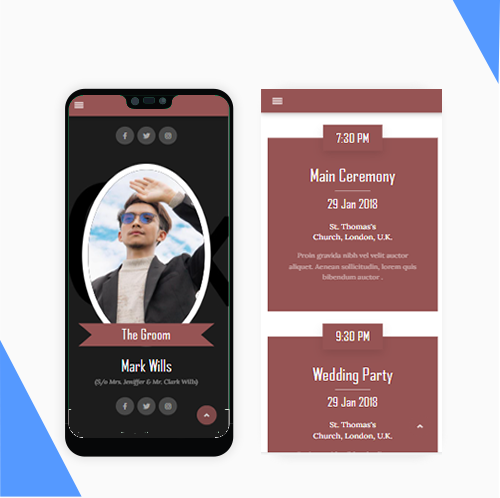 The Groom
Mark Wills
(S/o Mrs. Jeniffer & Mr. Clark Wills)
7:30 PM
Main Ceremony
29 Jan 2018
St. Thomas's
Church, London, U.K.
Proin gravida nibh vel velit auctor
aliquet. Aenean sollicitudin, lorem quis
bibendum auctor .
9:30 PM
Wedding Party
29 Jan 2018
St. Thomas's
Church, London, U.K.